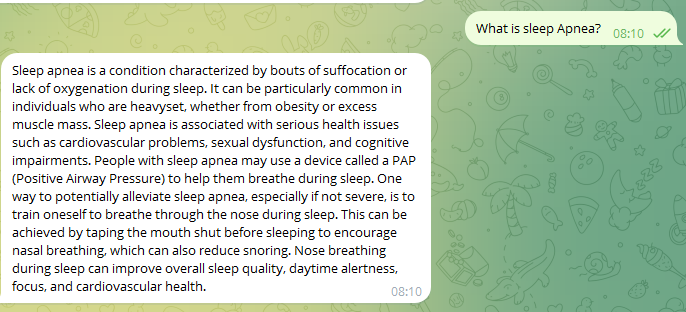 What is sleep Apnea? 08:10
Sleep apnea is a condition characterized by bouts of suffocation or
lack of oxygenation during sleep. It can be particularly common in
individuals who are heavyset, whether from obesity or excess
muscle mass. Sleep apnea is associated with serious health issues
such as cardiovascular problems, sexual dysfunction, and cognitive
impairments. People with sleep apnea may use a device called a PAP
(Positive Airway Pressure) to help them breathe during sleep. One
way to potentially alleviate sleep apnea, especially if not severe, is to
train oneself to breathe through the nose during sleep. This can be
achieved by taping the mouth shut before sleeping to encourage
nasal breathing, which can also reduce snoring. Nose breathing
during sleep can improve overall sleep quality, daytime alertness,
focus, and cardiovascular health.
08:10